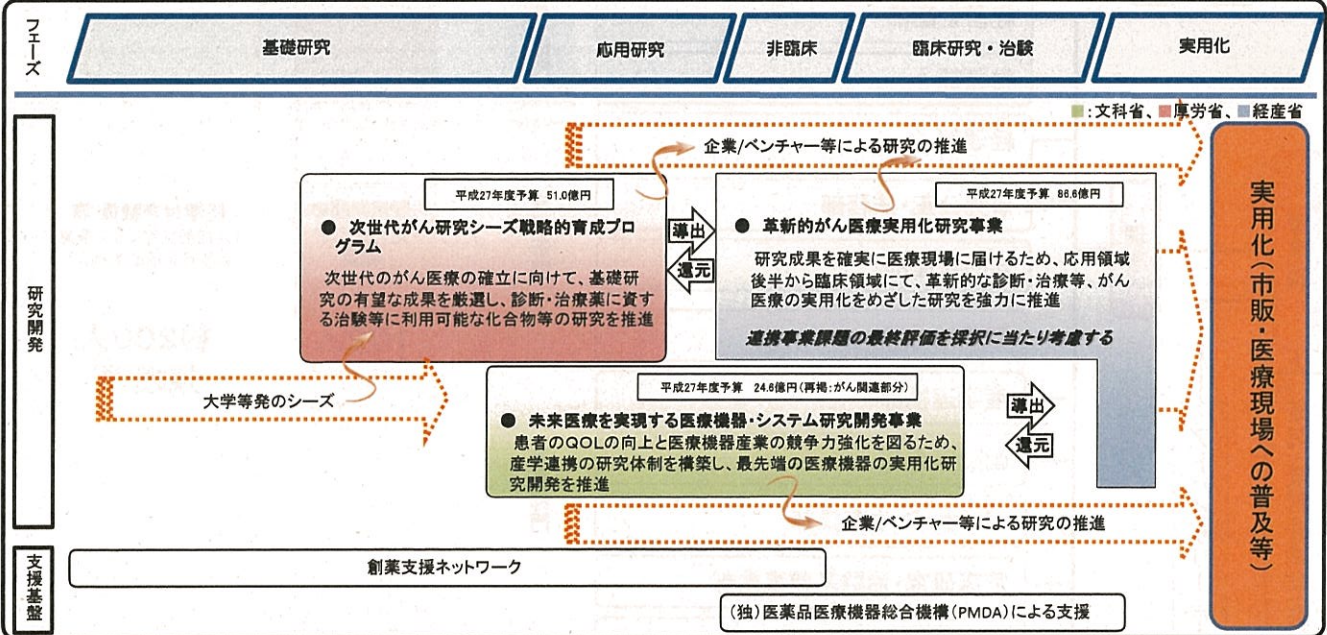 フェーズ
基礎研究
応用研究
非臨床
臨床研究・治験
実用化
■:文科省、■厚労省、■経産省
研究開発
企業/ベンチャー等による研究の推進
平成27年度予算 51.0億円
● 次世代がん研究シーズ戦略的育成プロ
グラム
次世代のがん医療の確立に向けて、基礎研
究の有望な成果を厳選し、診断・治療薬に資す
る治験等に利用可能な化合物等の研究を推進
導出
還元
平成27年度予算 86.6億円
● 革新的がん医療実用化研究事業
研究成果を確実に医療現場に届けるため、応用領域
後半から臨床領域にて、革新的な診断・治療等、がん
医療の実用化をめざした研究を強力に推進
連携事業課題の最終評価を採択に当たり考慮する
大学等発のシーズ
平成27年度予算 24.6億円(再掲:がん関連部分)
● 未来医療を実現する医療機器・システム研究開発事業
患者のQOLの向上と医療機器産業の競争力強化を図るため、
産学連携の研究体制を構築し、最先端の医療機器の実用化研
究開発を推進
導出
還元
企業/ベンチャー等による研究の推進
実用化(市販・医療現場への普及等)
支援基盤
創薬支援ネットワーク
(独)医薬品医療機器総合機構(PMDA)による支援